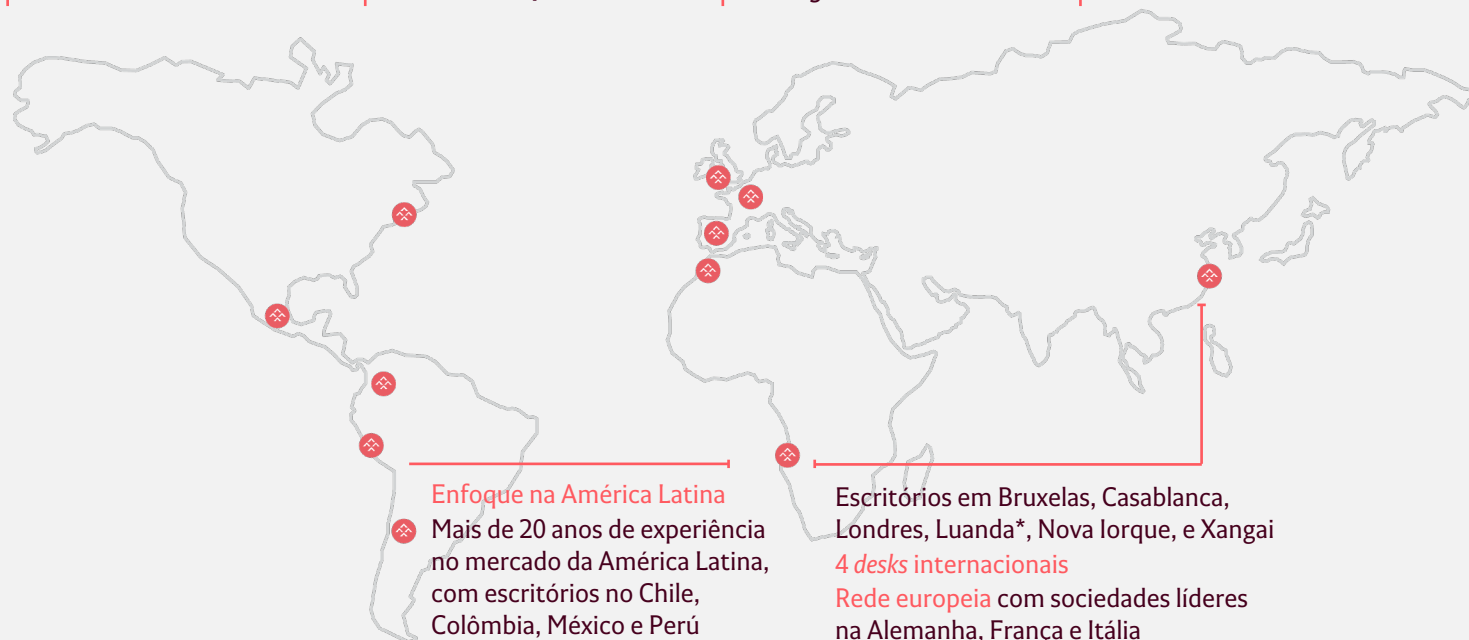 Enfoque na América Latina
Mais de 20 anos de experiência
no mercado da América Latina,
com escritórios no Chile,
Colômbia, México e Perú
Escritórios em Bruxelas, Casablanca,
Londres, Luanda*, Nova Iorque, e Xangai
4 desks internacionais
Rede europeia com sociedades líderes
na Alemanha, França e Itália